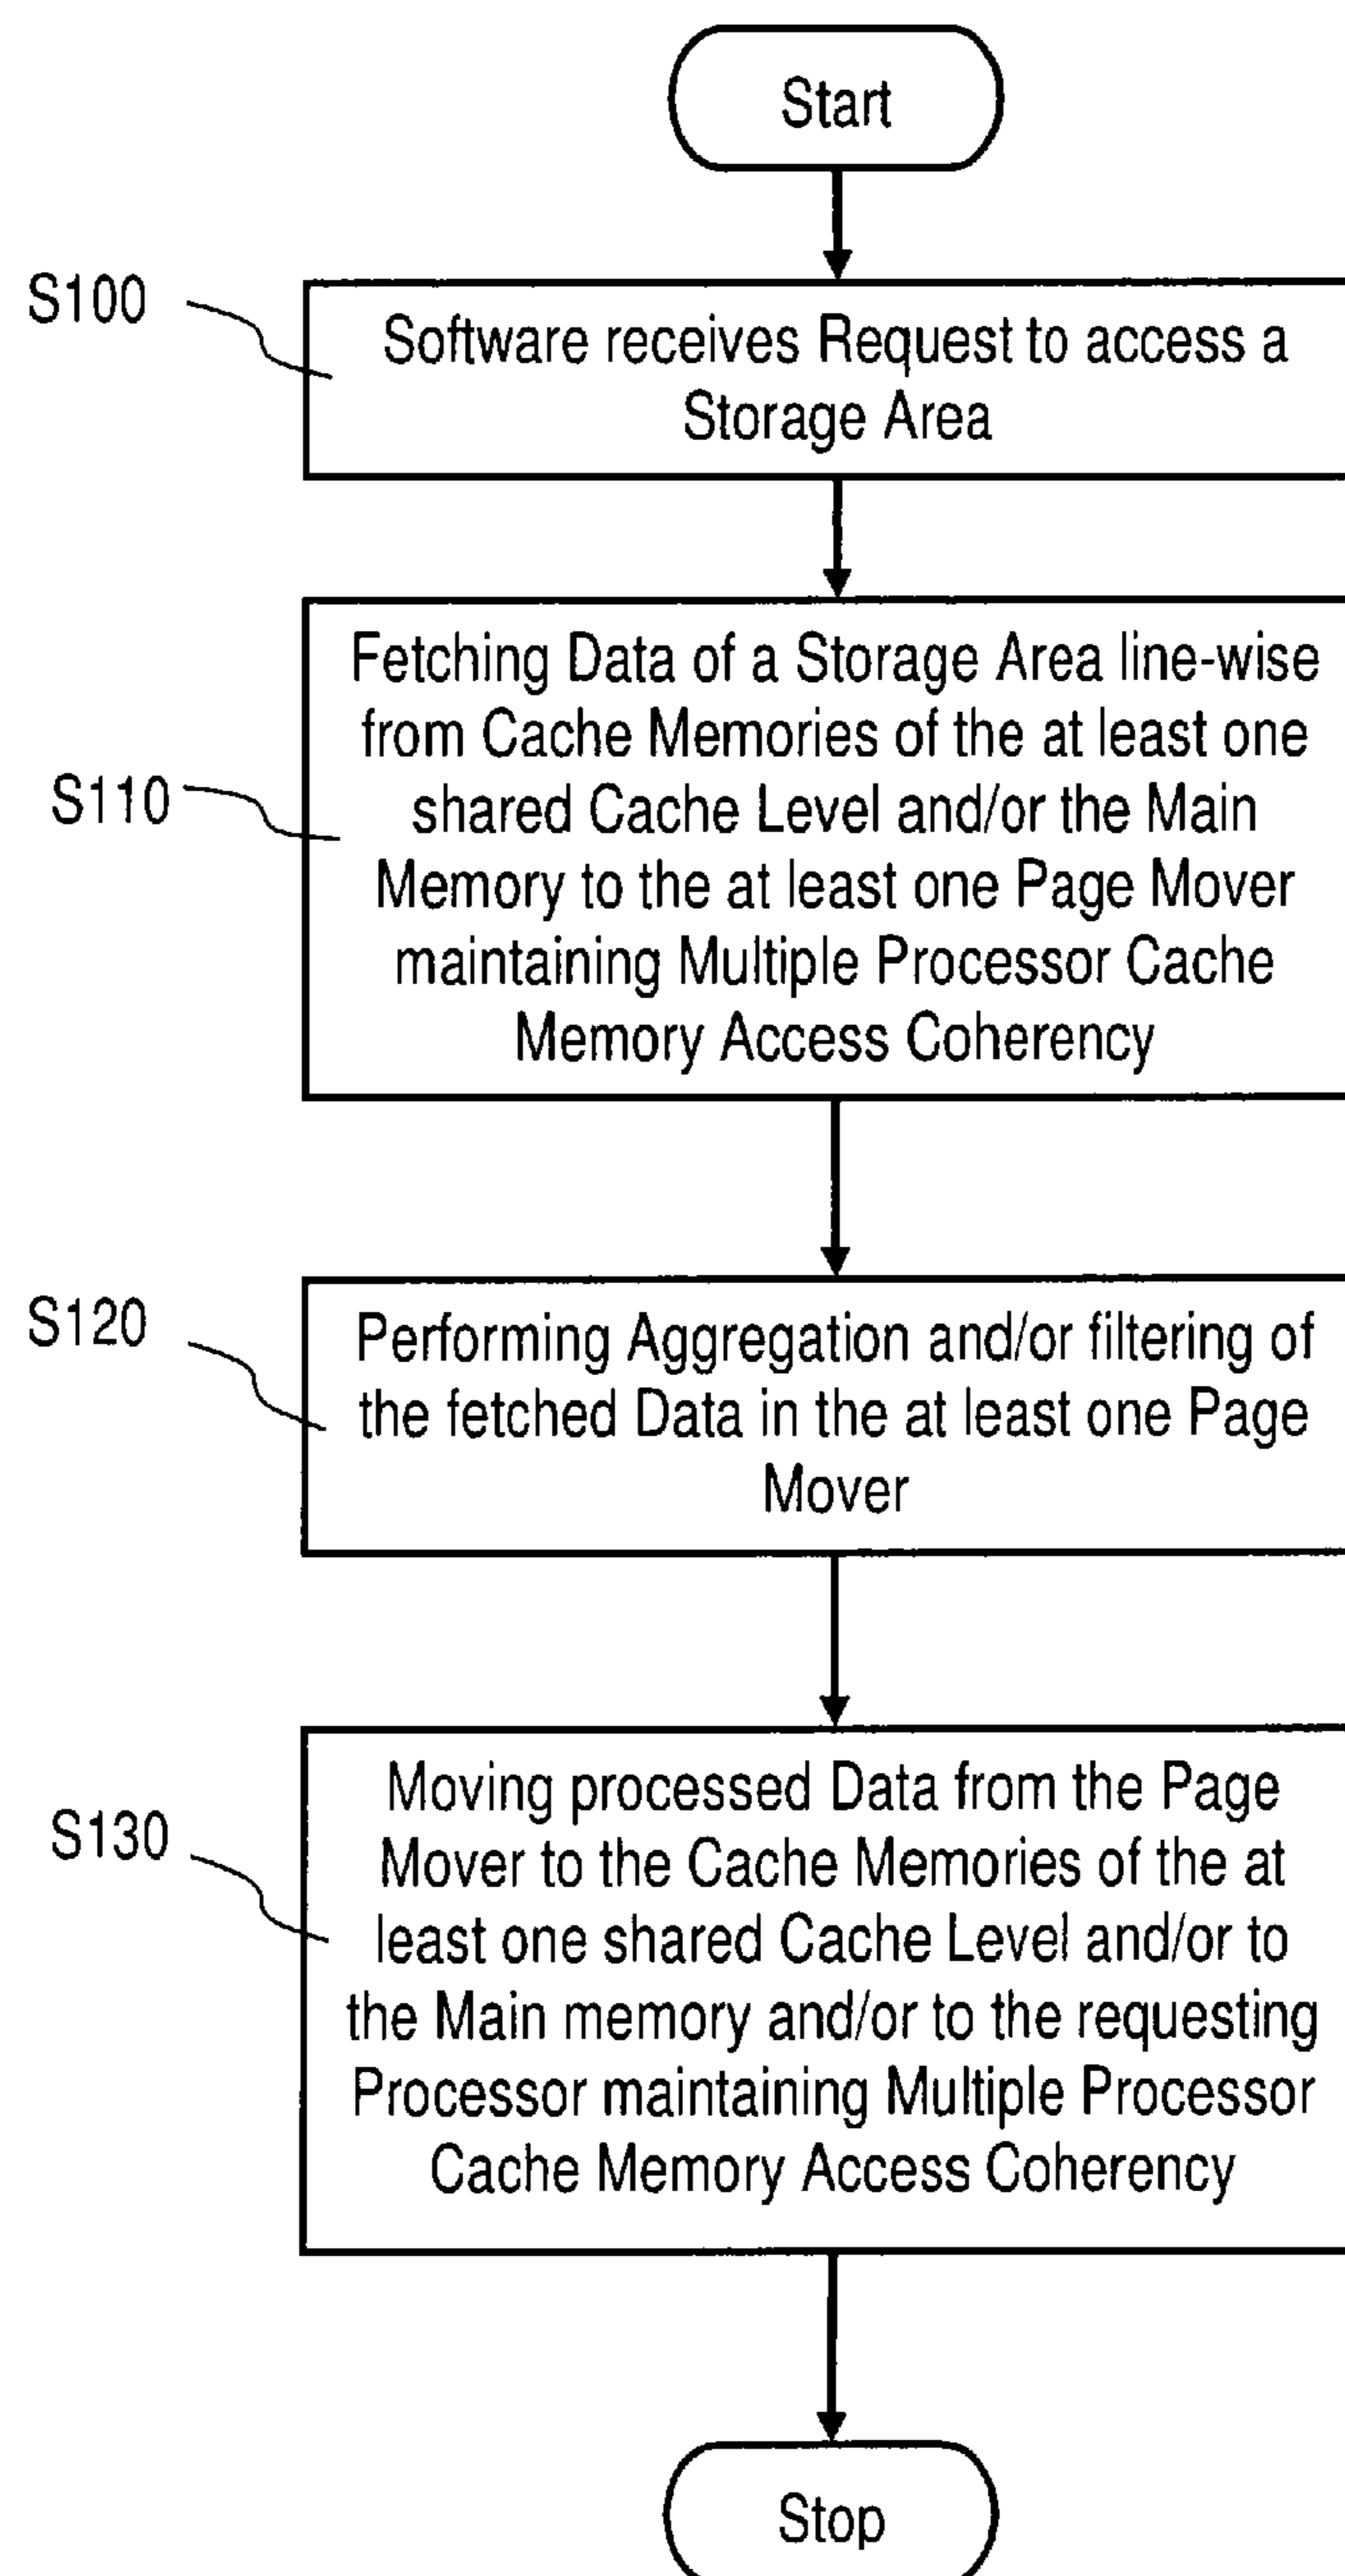 Start
S100
Software receives Request to access a
Storage Area
S110
Fetching Data of a Storage Area line-wise
from Cache Memories of the at least one
shared Cache Level and/or the Main
Memory to the at least one Page Mover
maintaining Multiple Processor Cache
Memory Access Coherency
S120
Performing Aggregation and/or filtering of
the fetched Data in the at least one Page
Mover
S130
Moving processed Data from the Page
Mover to the Cache Memories of the at
least one shared Cache Level and/or to
the Main memory and/or to the requesting
Processor maintaining Multiple Processor
Cache Memory Access Coherency
Stop